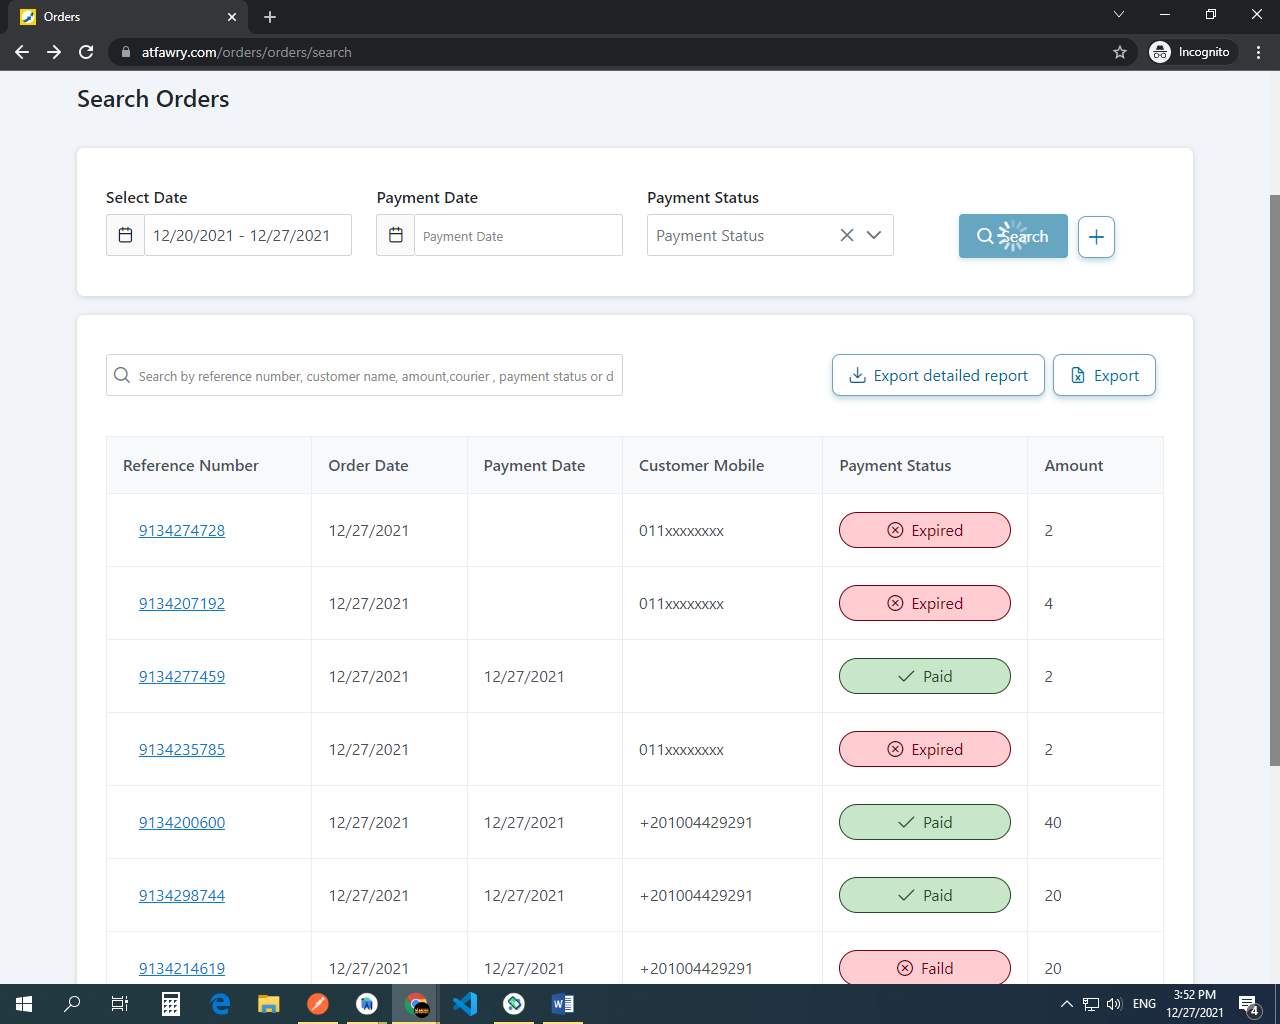 Orders
atfawry.com/orders/orders/search
Incognito
Search Orders
Select Date Payment Date Payment Status
12/20/2021 - 12/27/2021 Payment Date Payment Status Search
Search by reference number, customer name, amount,courier , payment status or d
Export detailed report Export
Reference Number Order Date Payment Date Customer Mobile Payment Status Amount
9134274728 12/27/2021 011xxxxxxxx Expired 2
9134207192 12/27/2021 011xxxxxxxx Expired 4
9134277459 12/27/2021 12/27/2021 Paid 2
9134235785 12/27/2021 011xxxxxxxx Expired 2
9134200600 12/27/2021 12/27/2021 +201004429291 Paid 40
9134298744 12/27/2021 12/27/2021 +201004429291 Paid 20
9134214619 12/27/2021 12/27/2021 +201004429291 Faild 20
ENG 3:52 PM
12/27/2021 4